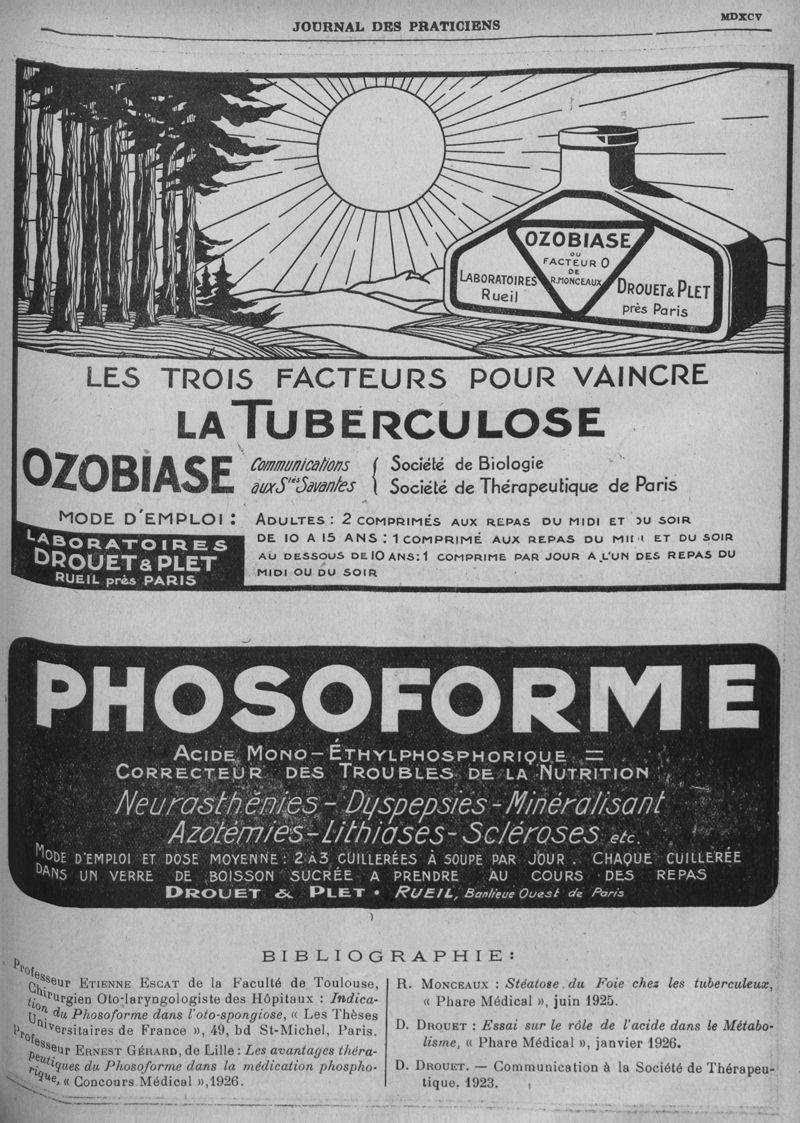 JOURNAL DES PRATICIENS
MDXCV
OZOBIASE
OU
FACTEUR O
DE
R. MONCEAUX
LABORATOIRES
Rueil
DROUET & PLET
près Paris
LES TROIS FACTEURS POUR VAINCRE
LA TUBERCULOSE
OZOBIASE
Communications
aux Stés Savantes
Société de Biologie
Société de Thérapeutique de Paris
MODE D'EMPLOI :
ADULTES : 2 COMPRIMÉS AUX REPAS DU MIDI ET DU SOIR
DE 10 A 15 ANS : 1 COMPRIMÉ AUX REPAS DU MIDI ET DU SOIR
AU DESSOUS DE 10 ANS : 1 COMPRIME PAR JOUR A L'UN DES REPAS DU
MIDI OU DU SOIR
LABORATOIRES
DROUET & PLET
RUEIL près PARIS
PHOSOFORME
ACIDE MONO-ÉTHYLPHOSPHORIQUE =
CORRECTEUR DES TROUBLES DE LA NUTRITION
Neurasthénies - Dyspepsies - Minéralisant
Azotémies - Lithiases - Scléroses etc.
MODE D'EMPLOI ET DOSE MOYENNE : 2 A 3 CUILLERÉES À SOUPE PAR JOUR. CHAQUE CUILLERÉE
DANS UN VERRE DE BOISSON SUCRÉE A PRENDRE AU COURS DES REPAS
DROUET & PLET • RUEIL, Banlieue Ouest de Paris
BIBLIOGRAPHIE :
Professeur ETIENNE ESCAT de la Faculté de Toulouse,
Chirurgien Oto-laryngologiste des Hôpitaux : Indica-
tion du Phosoforme dans l'oto-spongiose, « Les Thèses
Universitaires de France », 49, bd St-Michel, Paris.
Professeur ERNEST GÉRARD, de Lille : Les avantages théra-
peutiques du Phosoforme dans la médication phospho-
rique, « Concours Médical », 1926.
R. MONCEAUX : Stéatose du Foie chez les tuberculeux,
« Phare Médical », juin 1925.
D. DROUET : Essai sur le rôle de l'acide dans le Métabo-
lisme, « Phare Médical », janvier 1926.
D. DROUET. — Communication à la Société de Thérapeu-
tique. 1923.